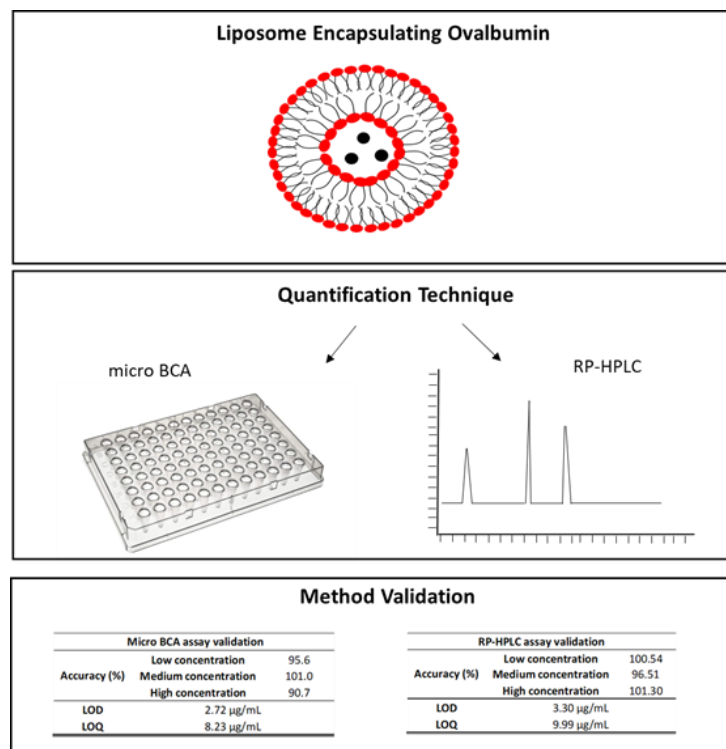 Liposome Encapsulating Ovalbumin
Quantification Technique
micro BCA
RP-HPLC
Method Validation
Micro BCA assay validation
Accuracy (%)
Low concentration 95.6
Medium concentration 101.0
High concentration 90.7
LOD 2.72 µg/mL
LOQ 8.23 µg/mL
RP-HPLC assay validation
Accuracy (%)
Low concentration 100.54
Medium concentration 96.51
High concentration 101.30
LOD 3.30 µg/mL
LOQ 9.99 µg/mL